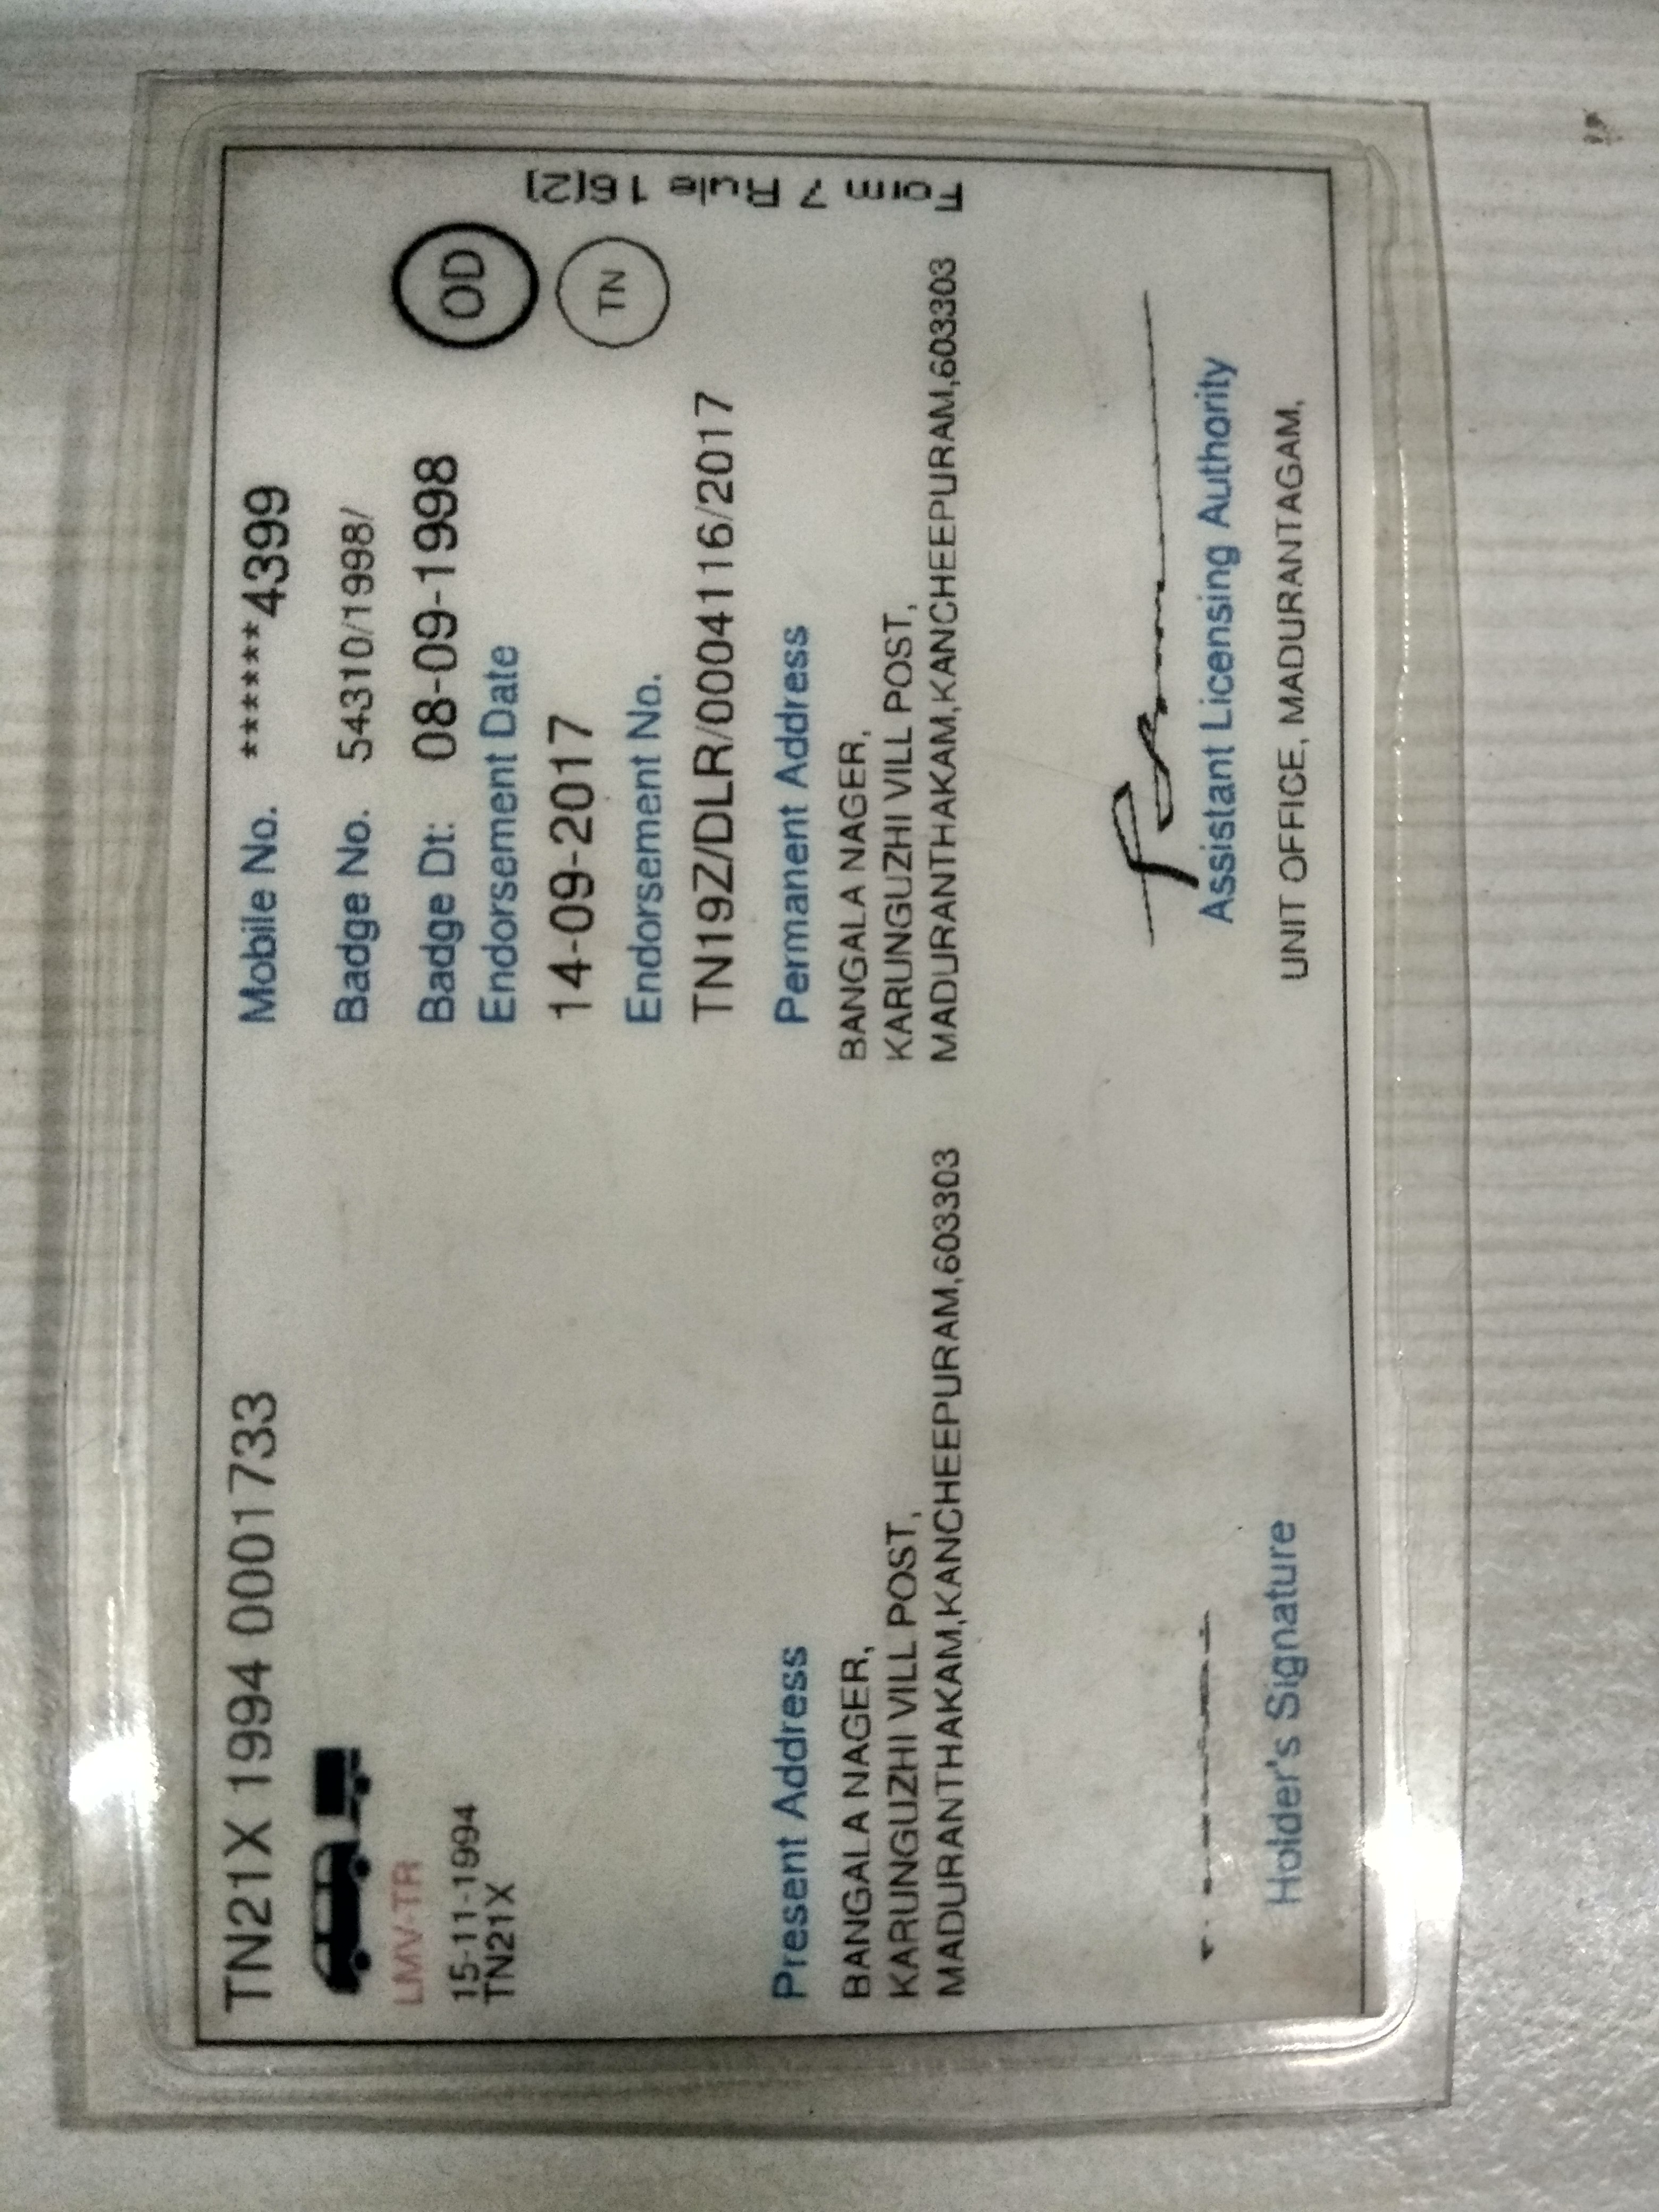 TN21X 1994 0001733
Mobile No. ******4399
Badge No. 54310/1998/
LMV-TR
Badge Dt: 08-09-1998
OD
15-11-1994
TN21X
Endorsement Date
14-09-2017
TN
Endorsement No.
TN19Z/DLR/0004116/2017
Form 7 Rule 16(2)
Present Address
BANGALA NAGER,
KARUNGUZHI VILL POST,
MADURANTHAKAM,KANCHEEPURAM,603303
Permanent Address
BANGALA NAGER,
KARUNGUZHI VILL POST,
MADURANTHAKAM,KANCHEEPURAM,603303
Holder's Signature
Assistant Licensing Authority
UNIT OFFICE, MADURANTAGAM,